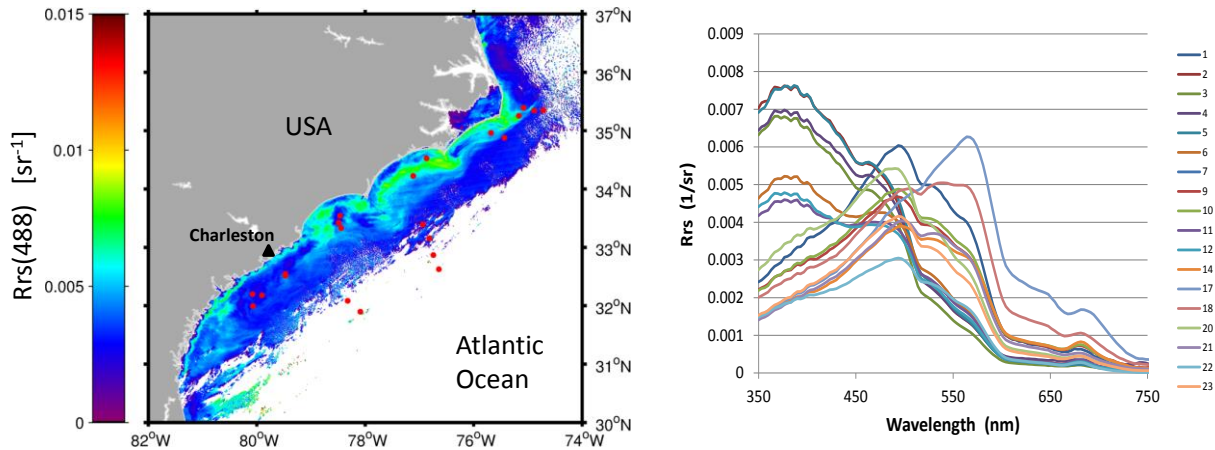 0.015
0.01
0.005
0
Rrs(488) [sr⁻¹]
USA
Charleston
Atlantic
Ocean
37°N
36°N
35°N
34°N
33°N
32°N
31°N
30°N
82°W
80°W
78°W
76°W
74°W
0.009
0.008
0.007
0.006
0.005
0.004
0.003
0.002
0.001
0
Rrs (1/sr)
350
450
550
650
750
Wavelength (nm)
1
2
3
4
5
6
7
9
10
11
12
14
17
18
20
21
22
23